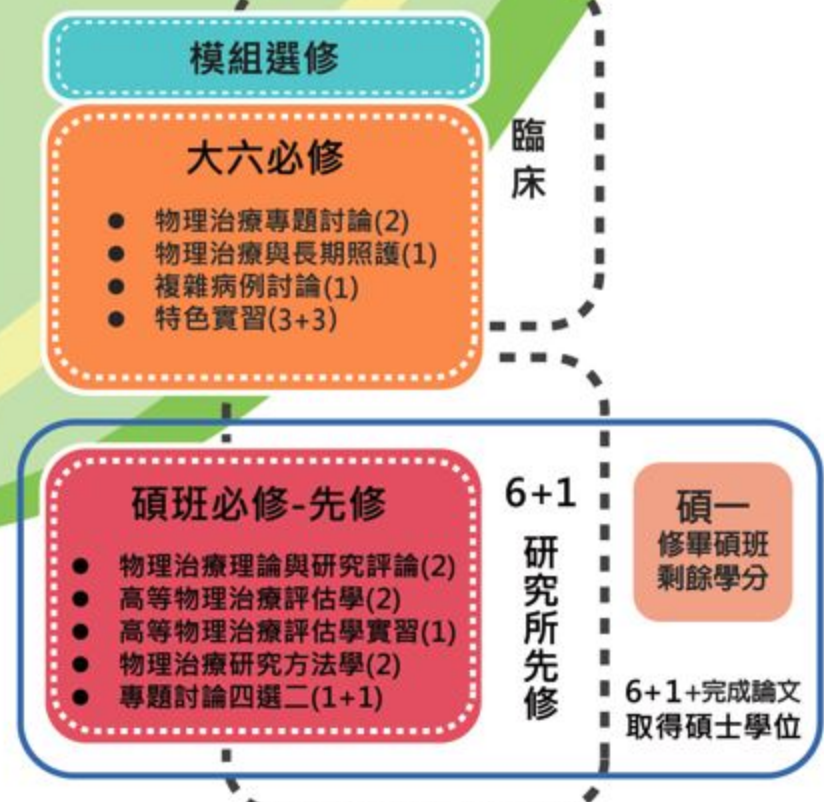 模組選修
大六必修
● 物理治療專題討論(2)
● 物理治療與長期照護(1)
● 複雜病例討論(1)
● 特色實習(3+3)
臨床
碩班必修-先修
● 物理治療理論與研究評論(2)
● 高等物理治療評估學(2)
● 高等物理治療評估學實習(1)
● 物理治療研究方法學(2)
● 專題討論四選二(1+1)
6+1
研究所先修
碩一
修畢碩班
剩餘學分
6+1+完成論文
取得碩士學位